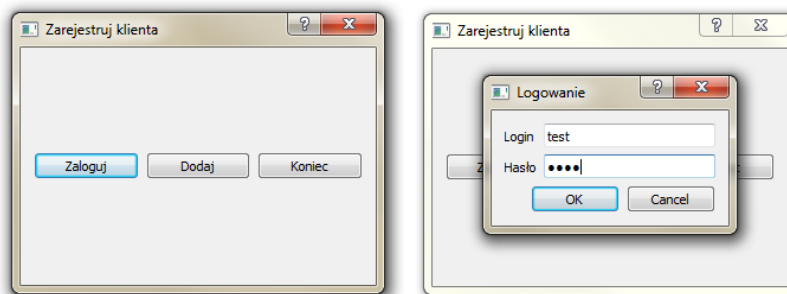 Zarejestruj klienta
Zaloguj Dodaj Koniec
Zarejestruj klienta
Logowanie
Login test
Hasło ••••
OK Cancel